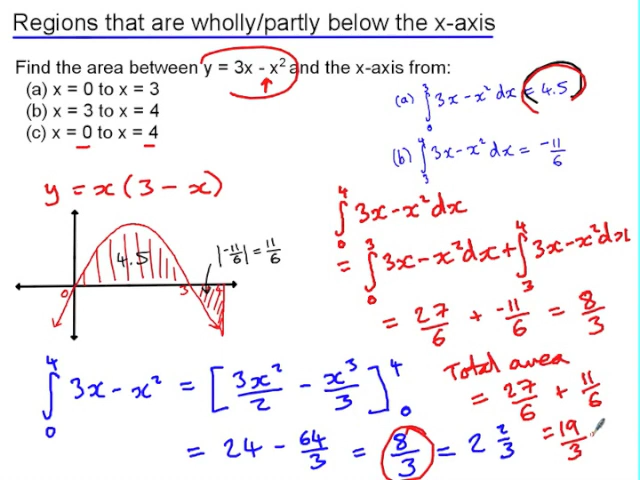 Regions that are wholly/partly below the x-axis
Find the area between y = 3x - x² and the x-axis from:
(a) x = 0 to x = 3
(b) x = 3 to x = 4
(c) x = 0 to x = 4
(a) ∫₀³ 3x - x² dx = 4.5
(b) ∫₃⁴ 3x - x² dx = -11/6
y = x(3 - x)
4.5
|-11/6| = 11/6
0 3 4
∫₀⁴ 3x - x² dx
= ∫₀³ 3x - x² dx + ∫₃⁴ 3x - x² dx
= 27/6 + -11/6 = 8/3
Total area
= 27/6 + 11/6
= 19/3
∫₀⁴ 3x - x² = [3x²/2 - x³/3]₀⁴
= 24 - 64/3 = 8/3 = 2 2/3